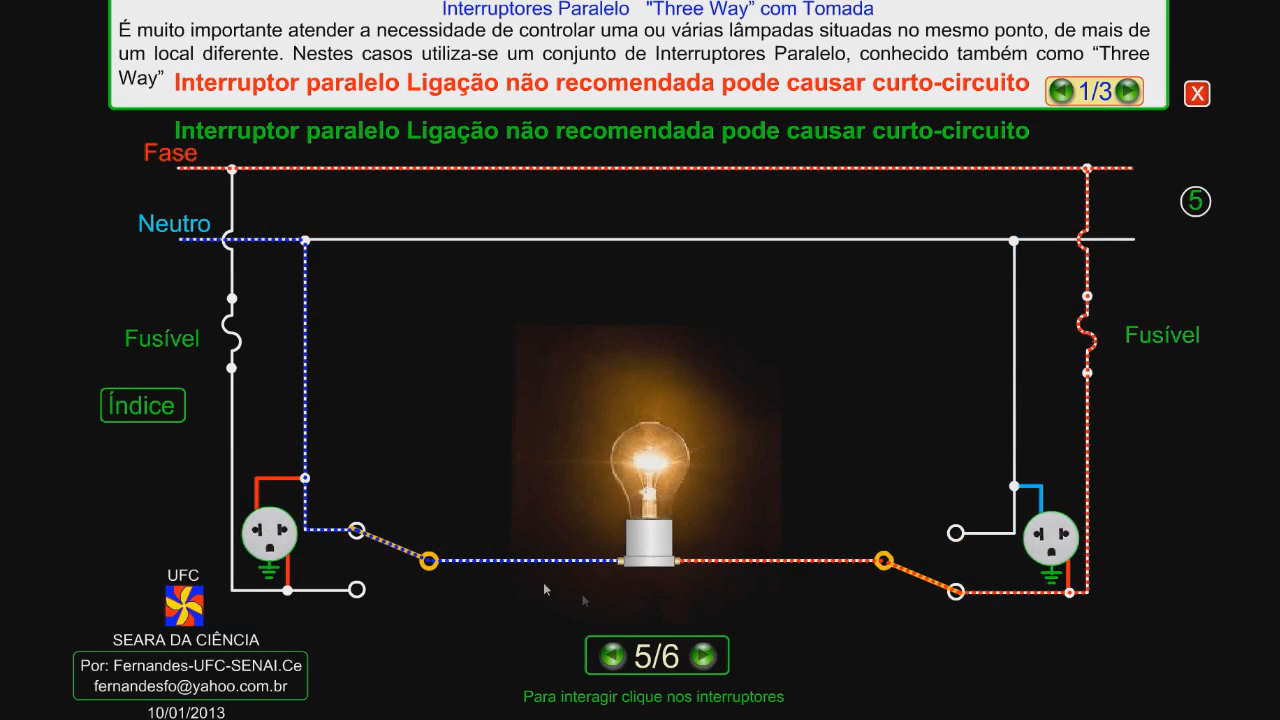 Interruptores Paralelo "Three Way” com Tomada
É muito importante atender a necessidade de controlar uma ou várias lâmpadas situadas no mesmo ponto, de mais de
um local diferente. Nestes casos utiliza-se um conjunto de Interruptores Paralelo, conhecido também como “Three
Way” Interruptor paralelo Ligação não recomendada pode causar curto-circuito
1/3
X
Interruptor paralelo Ligação não recomendada pode causar curto-circuito
Fase
5
Neutro
Fusível
Fusível
Índice
UFC
SEARA DA CIÊNCIA
Por: Fernandes-UFC-SENAI.Ce
fernandesfo@yahoo.com.br
10/01/2013
5/6
Para interagir clique nos interruptores